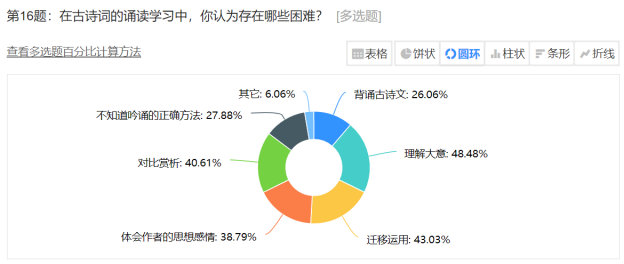 第16题：在古诗词的诵读学习中，你认为存在哪些困难？ [多选题]
查看多选题百分比计算方法
表格 饼状 圆环 柱状 条形 折线
其它: 6.06%
背诵古诗文: 26.06%
不知道吟诵的正确方法: 27.88%
理解大意: 48.48%
对比赏析: 40.61%
体会作者的思想感情: 38.79%
迁移运用: 43.03%